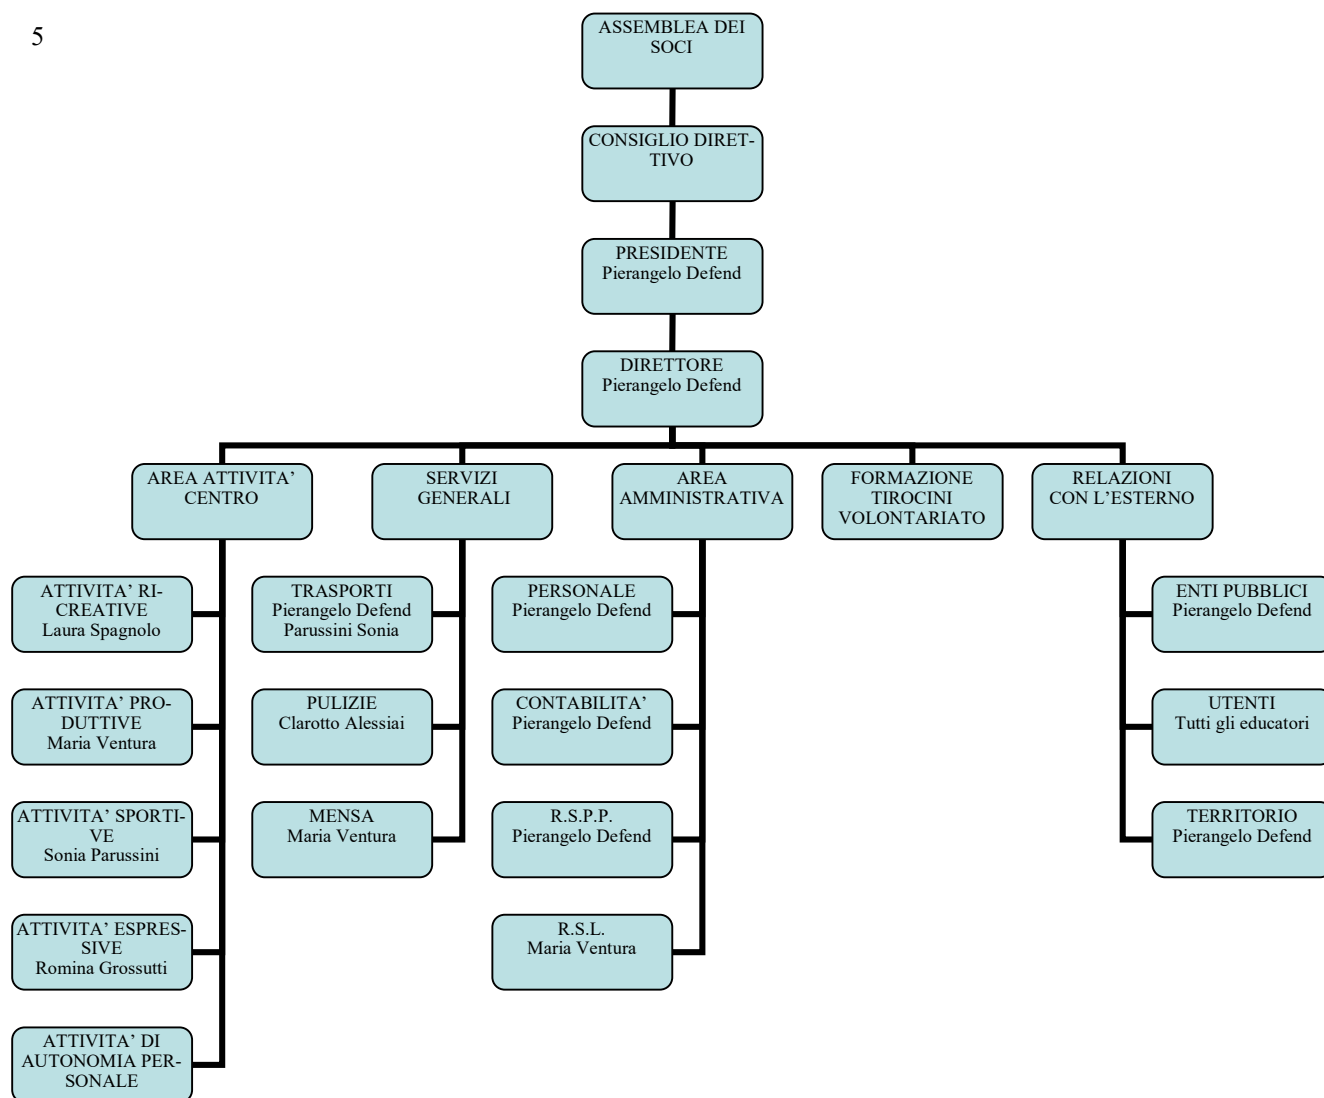 5
ASSEMBLEA DEI
SOCI
CONSIGLIO DIRET-
TIVO
PRESIDENTE
Pierangelo Defend
DIRETTORE
Pierangelo Defend
AREA ATTIVITA’
CENTRO
SERVIZI
GENERALI
AREA
AMMINISTRATIVA
FORMAZIONE
TIROCINI
VOLONTARIATO
RELAZIONI
CON L’ESTERNO
ATTIVITA’ RI-
CREATIVE
Laura Spagnolo
ATTIVITA’ PRO-
DUTTIVE
Maria Ventura
ATTIVITA’ SPORTI-
VE
Sonia Parussini
ATTIVITA’ ESPRES-
SIVE
Romina Grossutti
ATTIVITA’ DI
AUTONOMIA PER-
SONALE
TRASPORTI
Pierangelo Defend
Parussini Sonia
PULIZIE
Clarotto Alessiai
MENSA
Maria Ventura
PERSONALE
Pierangelo Defend
CONTABILITA’
Pierangelo Defend
R.S.P.P.
Pierangelo Defend
R.S.L.
Maria Ventura
ENTI PUBBLICI
Pierangelo Defend
UTENTI
Tutti gli educatori
TERRITORIO
Pierangelo Defend